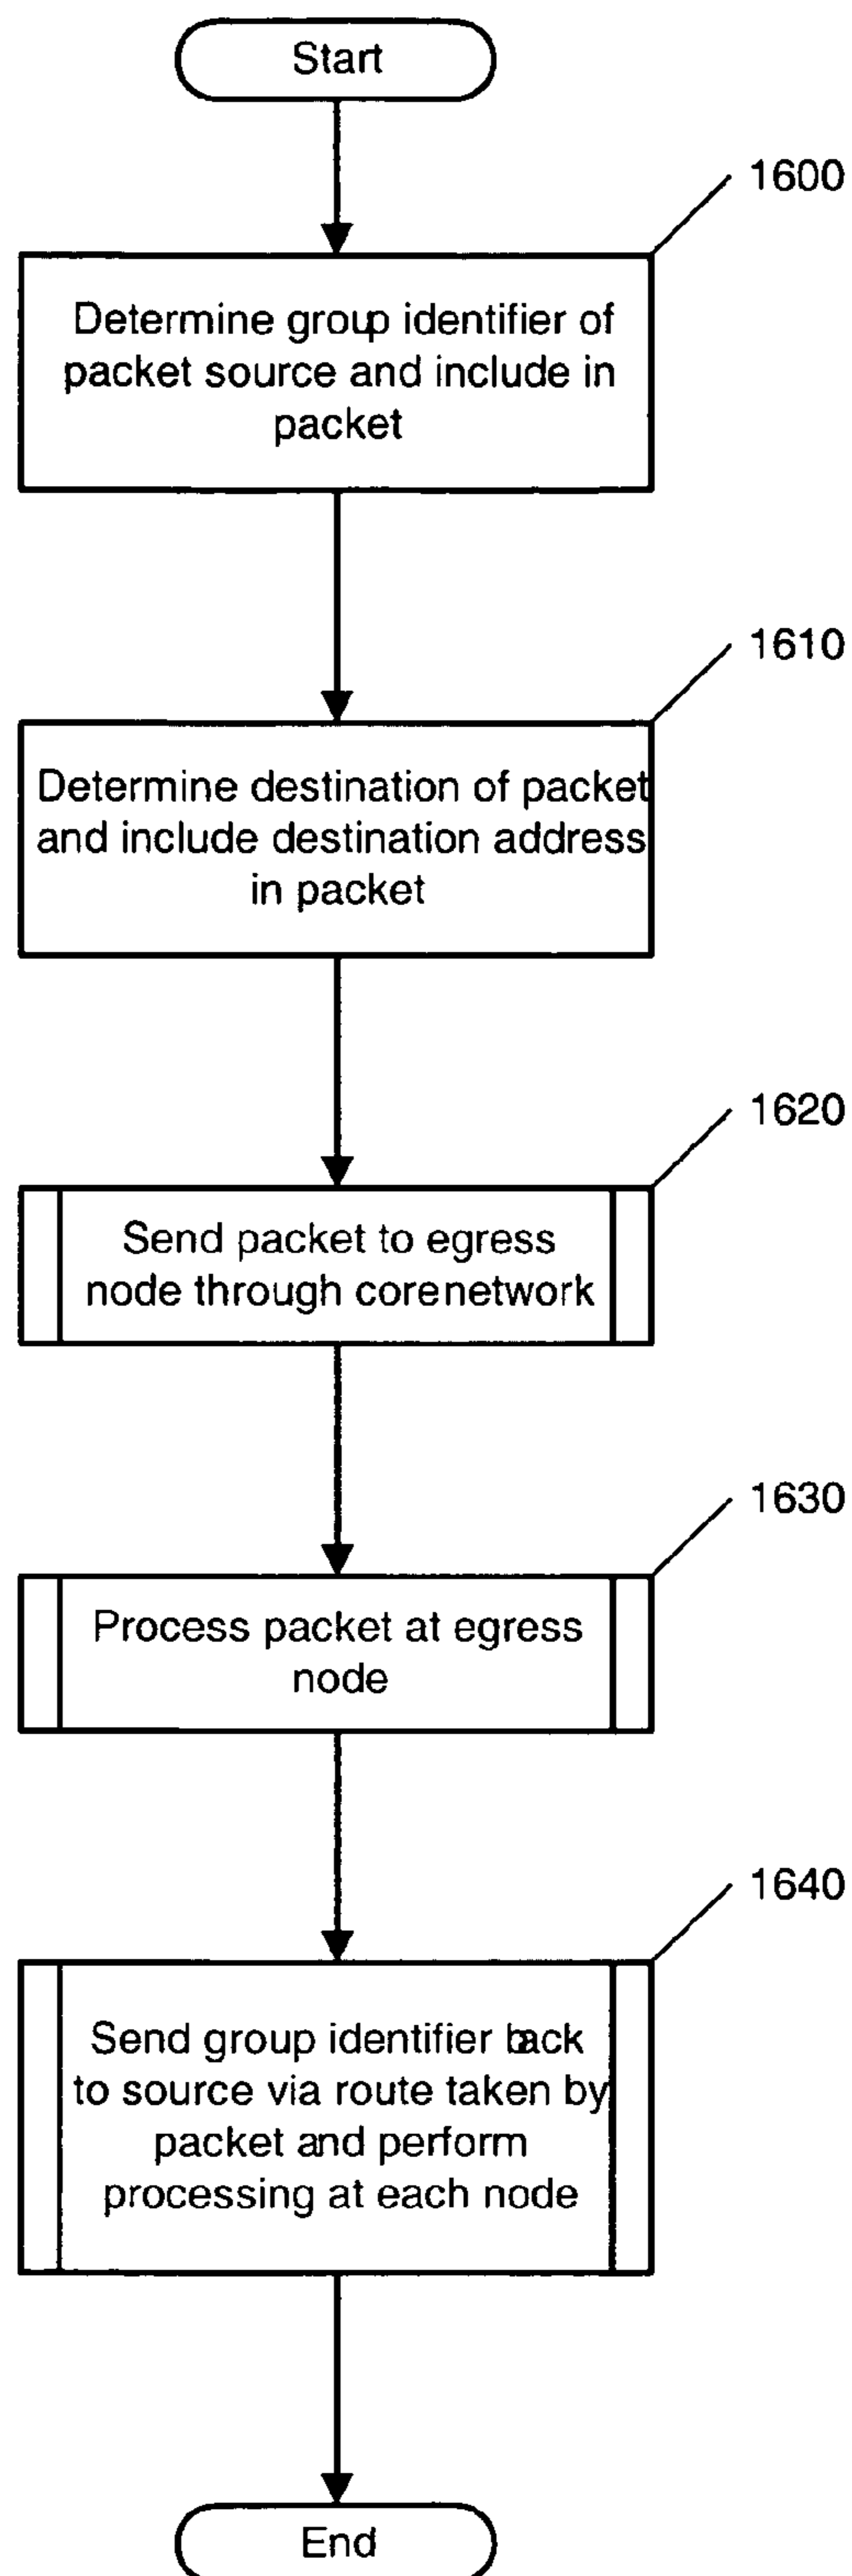 Start
1600
Determine group identifier of
packet source and include in
packet
1610
Determine destination of packet
and include destination address
in packet
1620
Send packet to egress
node through core network
1630
Process packet at egress
node
1640
Send group identifier back
to source via route taken by
packet and perform
processing at each node
End